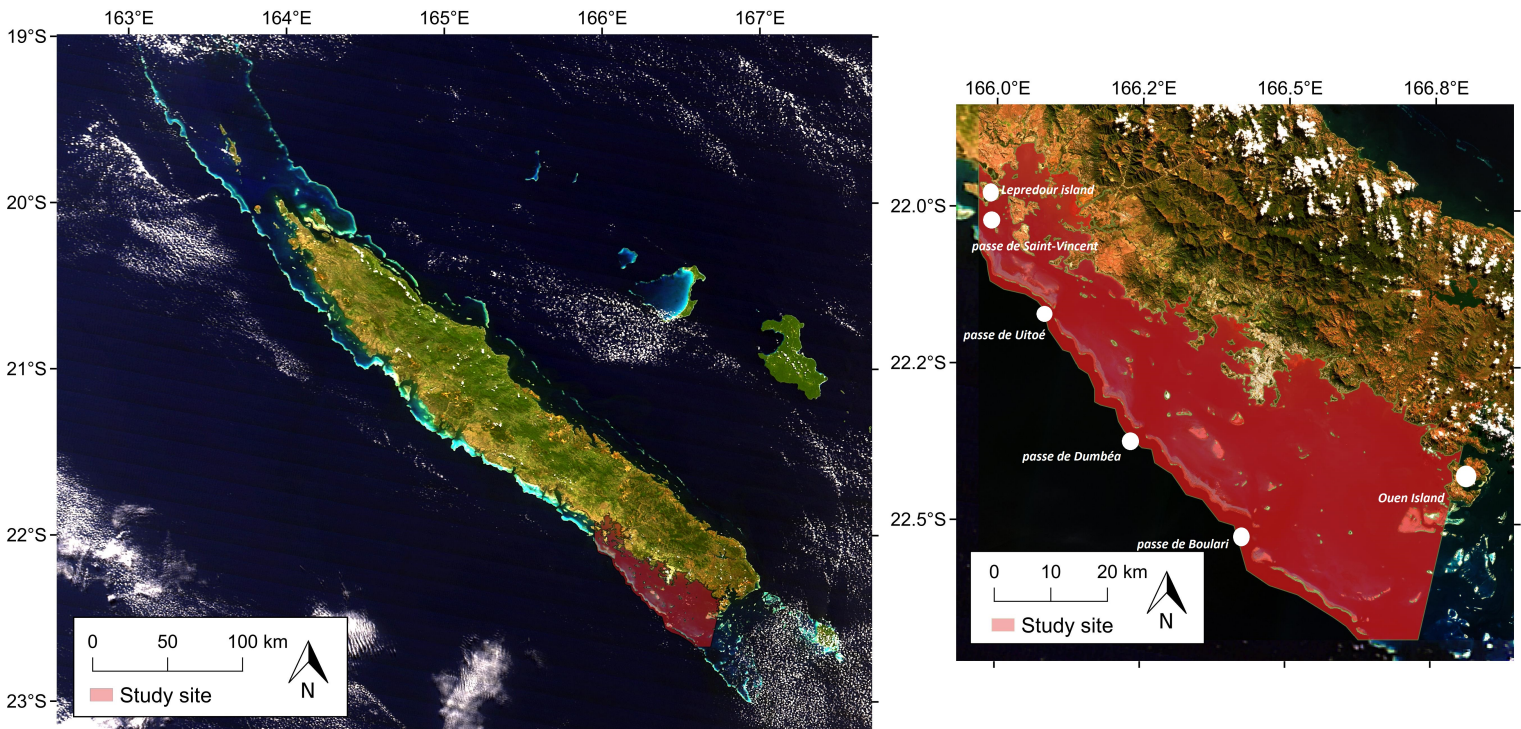 163°E 164°E 165°E 166°E 167°E
19°S
20°S
21°S
22°S
23°S
0 50 100 km
N
Study site
166.0°E 166.2°E 166.5°E 166.8°E
22.0°S
22.2°S
22.5°S
Lepredour island
passe de Saint-Vincent
passe de Uitoé
passe de Dumbéa
Ouen Island
passe de Boulari
0 10 20 km
N
Study site